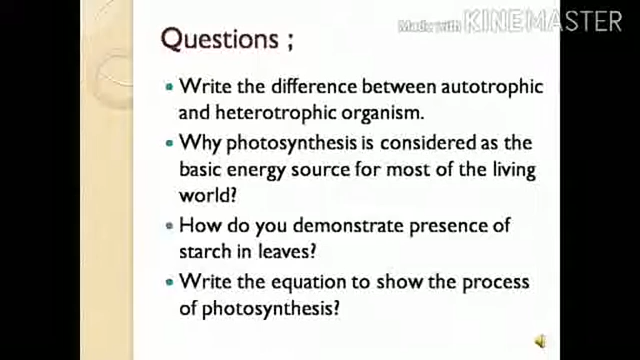 Made with KINEMASTER
Questions ;
Write the difference between autotrophic
and heterotrophic organism.
Why photosynthesis is considered as the
basic energy source for most of the living
world?
How do you demonstrate presence of
starch in leaves?
Write the equation to show the process
of photosynthesis?